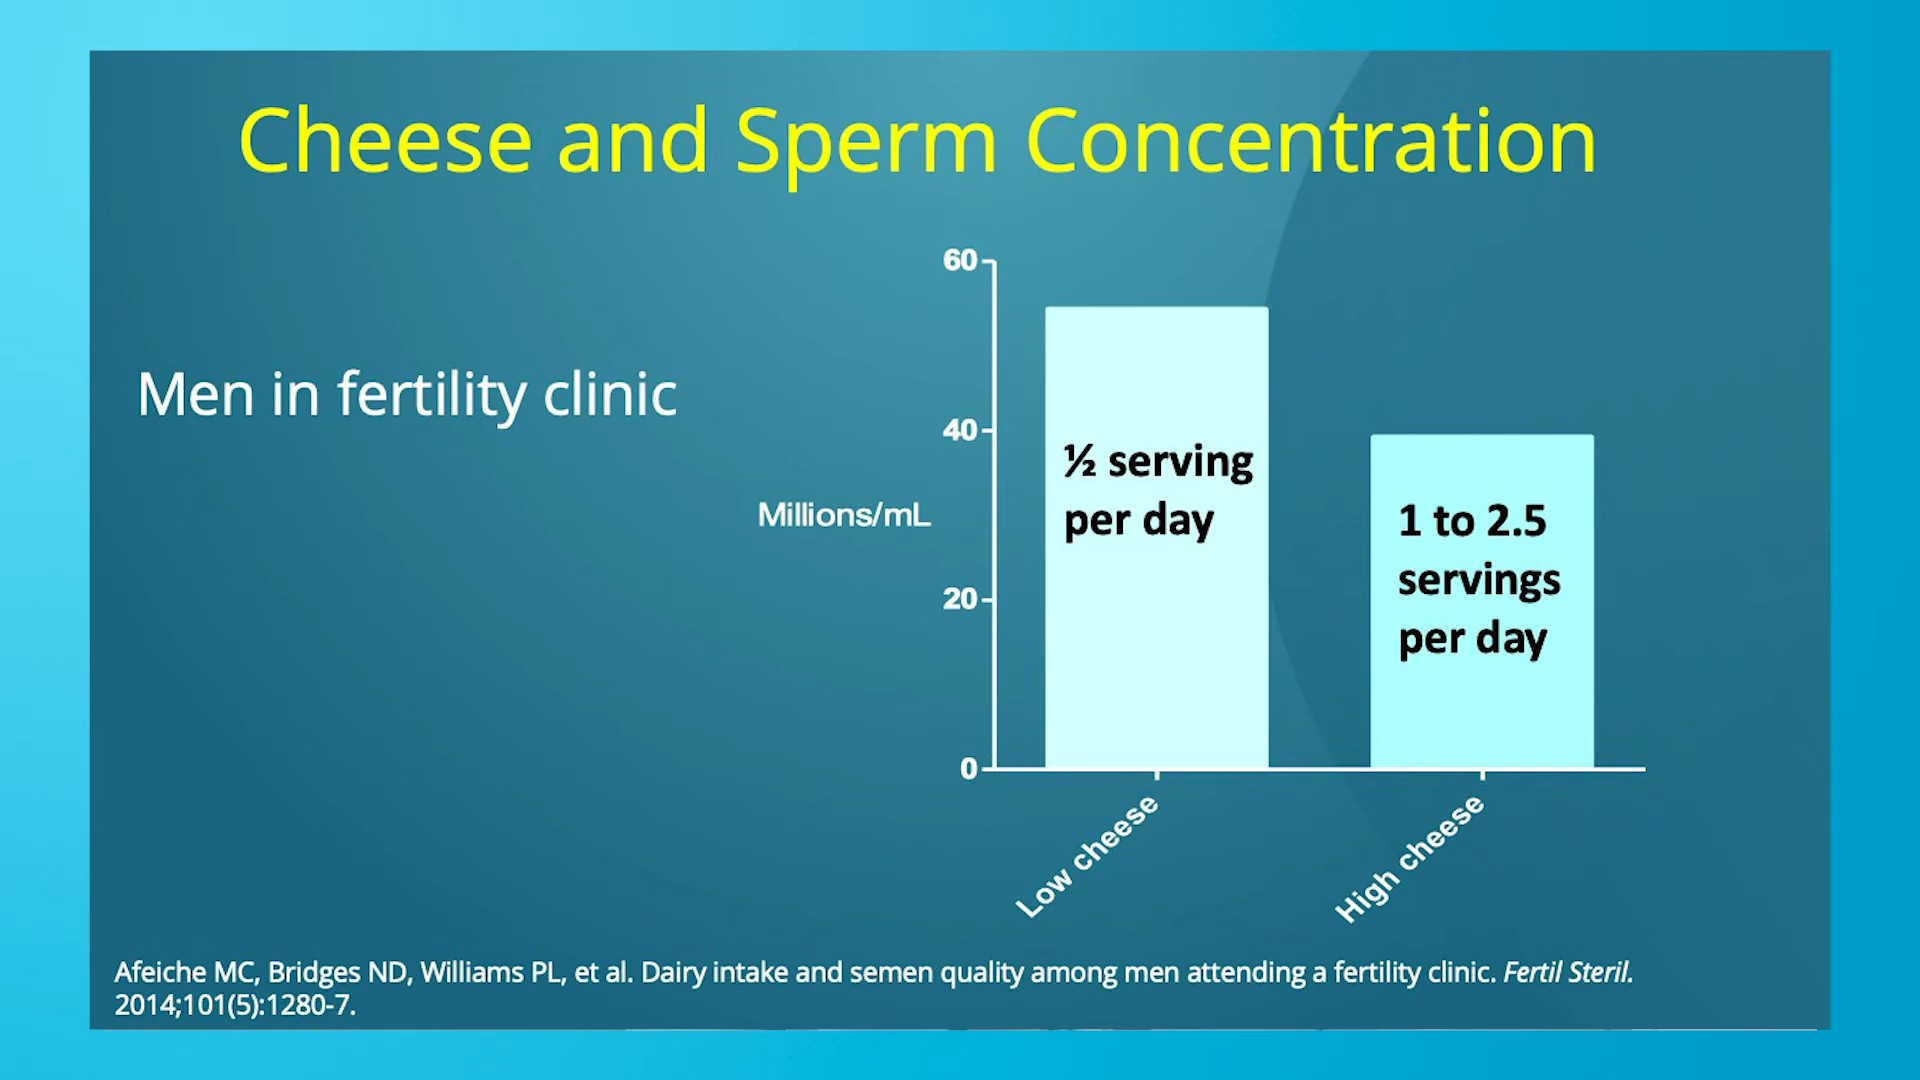 Cheese and Sperm Concentration
Men in fertility clinic
Millions/mL
60
40
20
0
½ serving
per day
1 to 2.5
servings
per day
Low cheese
High cheese
Afeiche MC, Bridges ND, Williams PL, et al. Dairy intake and semen quality among men attending a fertility clinic. Fertil Steril.
2014;101(5):1280-7.